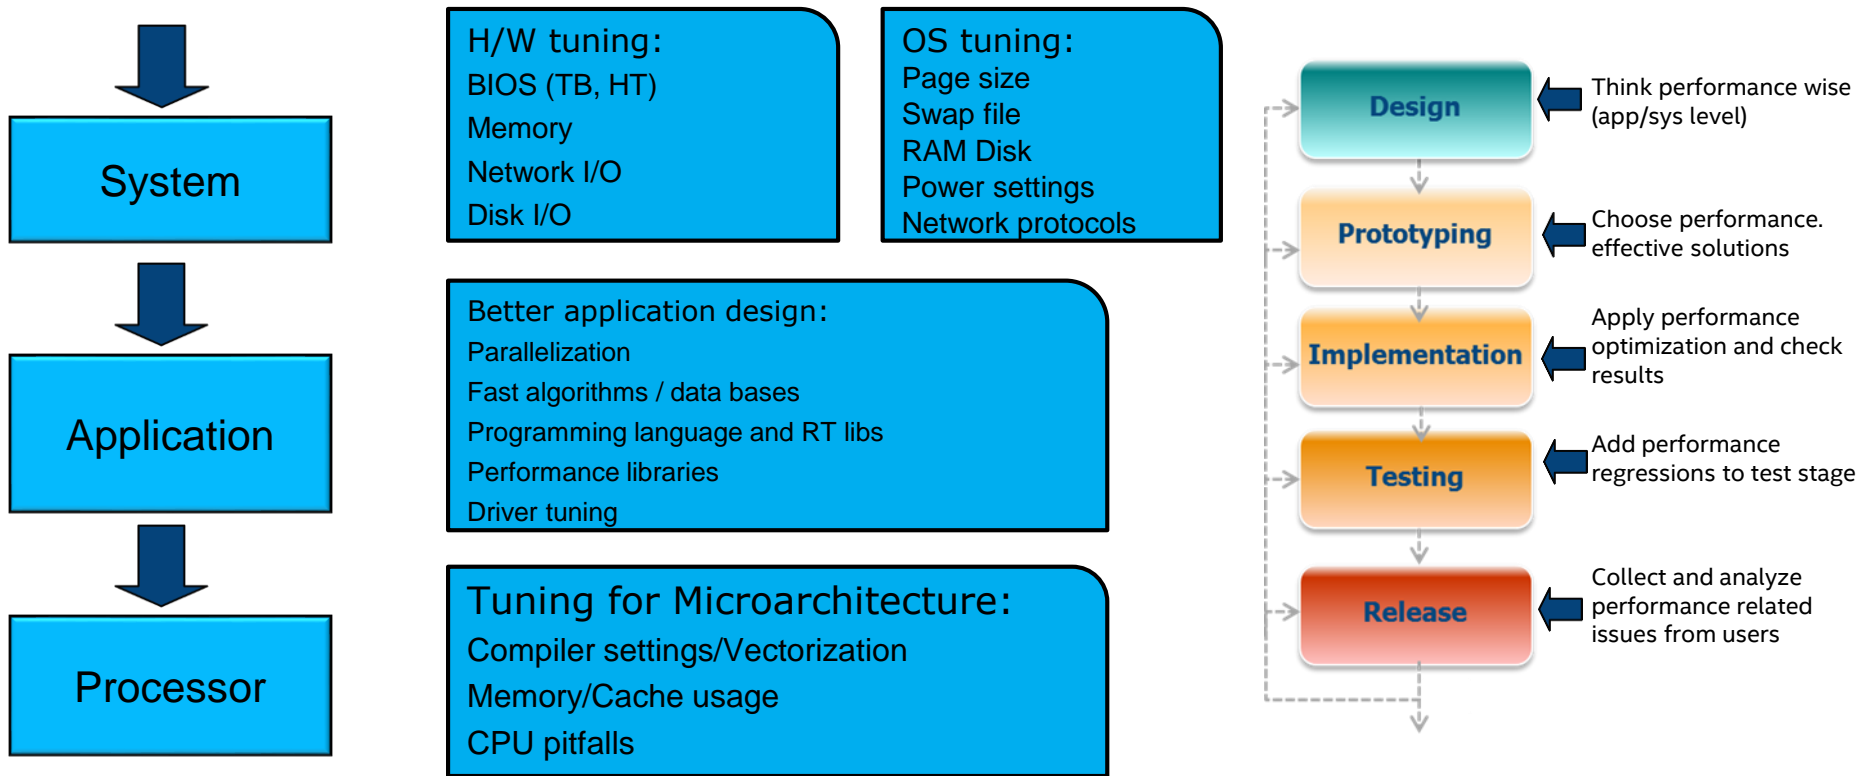 System
Application
Processor
H/W tuning:
BIOS (TB, HT)
Memory
Network I/O
Disk I/O
OS tuning:
Page size
Swap file
RAM Disk
Power settings
Network protocols
Better application design:
Parallelization
Fast algorithms / data bases
Programming language and RT libs
Performance libraries
Driver tuning
Tuning for Microarchitecture:
Compiler settings/Vectorization
Memory/Cache usage
CPU pitfalls
Design
Think performance wise
(app/sys level)
Prototyping
Choose performance.
effective solutions
Implementation
Apply performance
optimization and check
results
Testing
Add performance
regressions to test stage
Release
Collect and analyze
performance related
issues from users